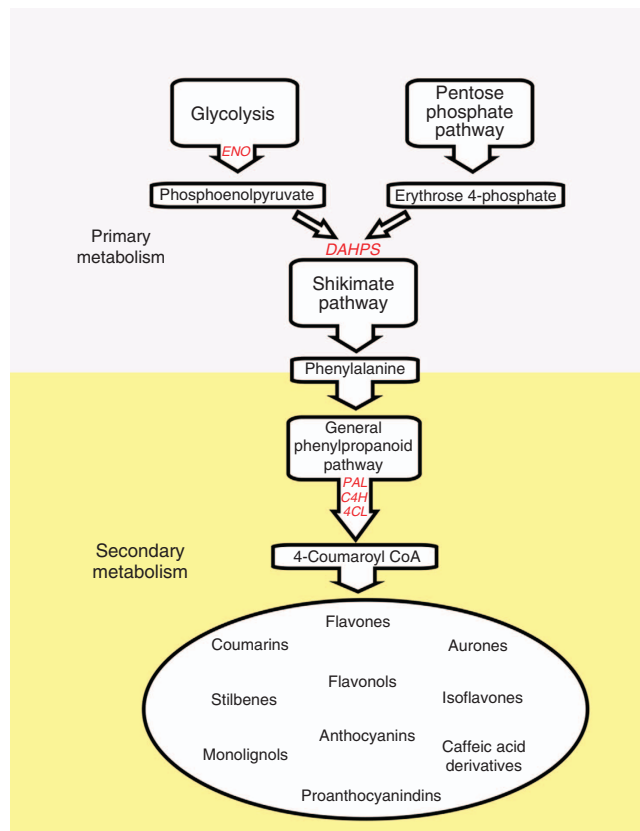 Glycolysis
ENO
Pentose
phosphate
pathway
Phosphoenolpyruvate
Erythrose 4-phosphate
Primary
metabolism
DAHPS
Shikimate
pathway
Phenylalanine
General
phenylpropanoid
pathway
PAL
C4H
4CL
Secondary
metabolism
4-Coumaroyl CoA
Flavones
Coumarins
Aurones
Flavonols
Stilbenes
Isoflavones
Anthocyanins
Monolignols
Caffeic acid
derivatives
Proanthocyanindins